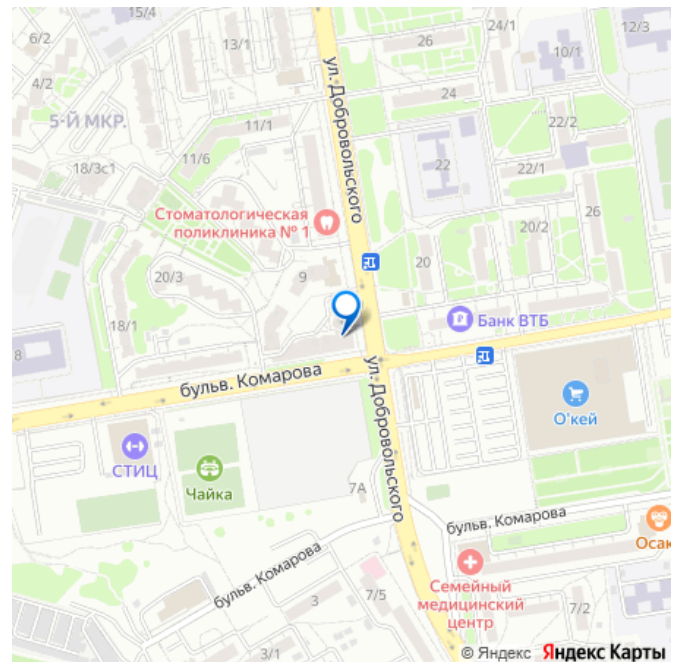 15/4
6/2
13/1
4/2
5-Й МКР.
11/1
11/6
18/3с1
ул. Добровольского
26
24/1
12/3
10/1
24
22/2
22
22/1
26
20/2
20
Стоматологическая
поликлиника № 1
20/3
9
18/1
8
Банк ВТБ
бульв. Комарова
ул. Добровольского
О'кей
СТИЦ
Чайка
7А
бульв. Комарова
Осак
бульв. Комарова
Семейный
медицинский
центр
3
7/5
7/2
3/1
© Яндекс Яндекс Карты